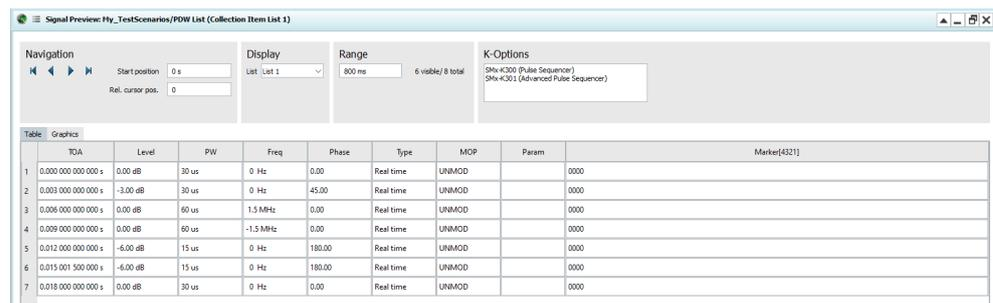 Signal Preview: My_TestScenarios/PDW List (Collection Item List 1)
Navigation Display Range K-Options
Start position 0 s List List 1 800 ms 6 visible/ 8 total SMx-K300 (Pulse Sequencer)
SMx-K301 (Advanced Pulse Sequencer)
Rel. cursor pos. 0
Table Graphics
TOA Level PW Freq Phase Type MOP Param Marker[4321]
1 0.000 000 000 000 s 0.00 dB 30 us 0 Hz 0.00 Real time UNMOD 0000
2 0.003 000 000 000 s -3.00 dB 30 us 0 Hz 45.00 Real time UNMOD 0000
3 0.006 000 000 000 s 0.00 dB 60 us 1.5 MHz 0.00 Real time UNMOD 0000
4 0.009 000 000 000 s 0.00 dB 60 us -1.5 MHz 0.00 Real time UNMOD 0000
5 0.012 000 000 000 s -6.00 dB 15 us 0 Hz 180.00 Real time UNMOD 0000
6 0.015 001 500 000 s -6.00 dB 15 us 0 Hz 180.00 Real time UNMOD 0000
7 0.018 000 000 000 s 0.00 dB 30 us 0 Hz 0.00 Real time UNMOD 0000